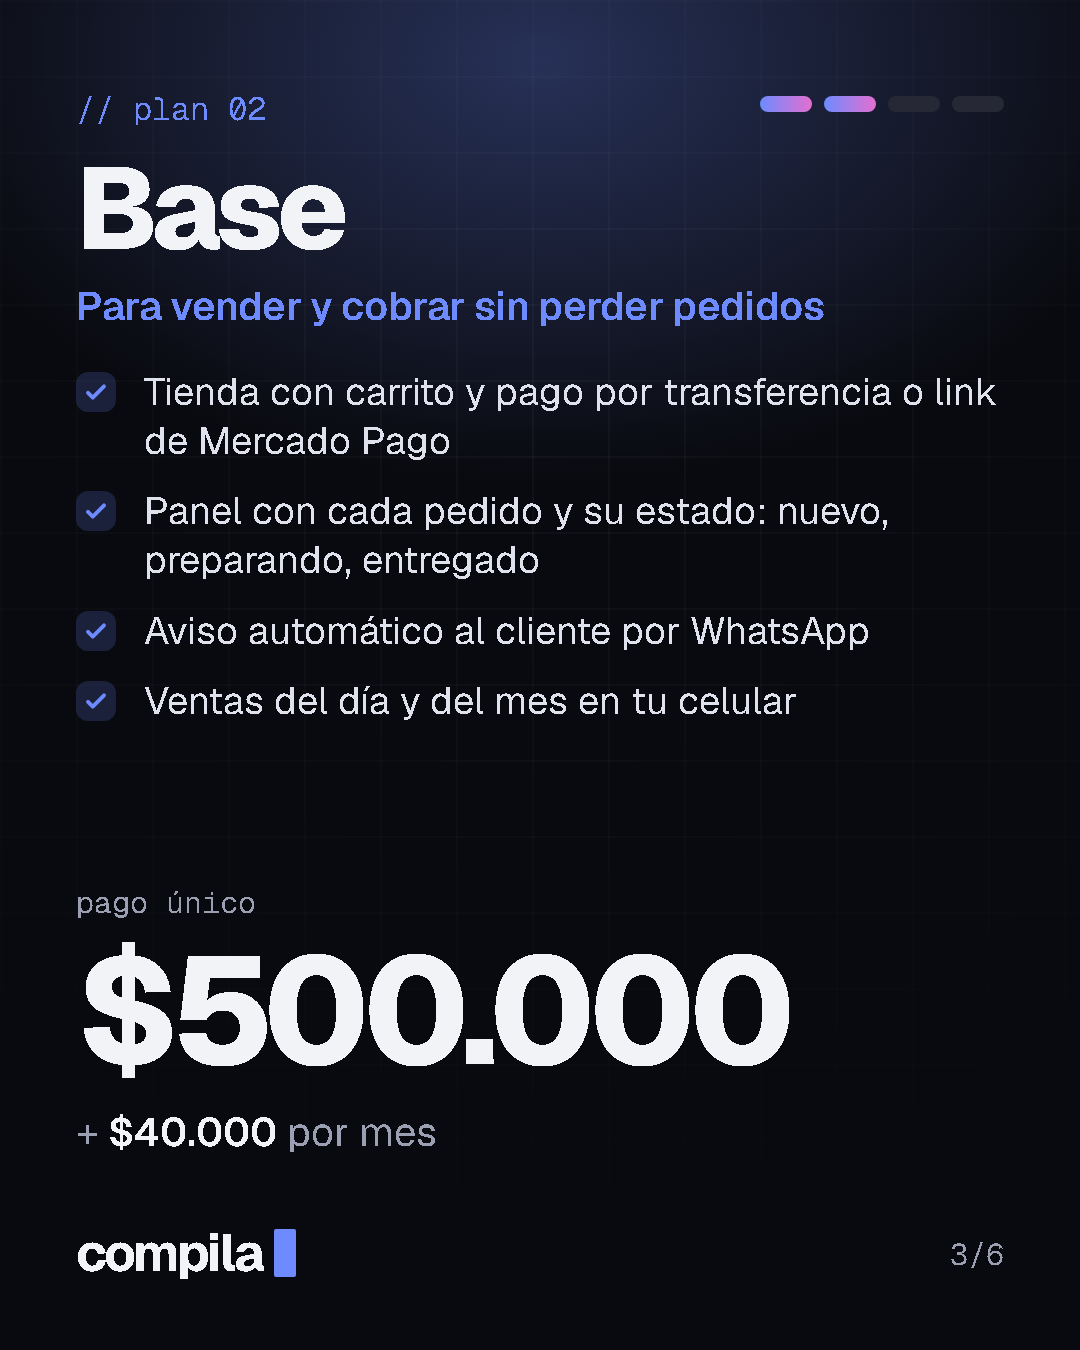 // plan 02
Base
Para vender y cobrar sin perder pedidos
Tienda con carrito y pago por transferencia o link
de Mercado Pago
Panel con cada pedido y su estado: nuevo,
preparando, entregado
Aviso automático al cliente por WhatsApp
Ventas del día y del mes en tu celular
pago único
$500.000
+ $40.000 por mes
compila
3/6